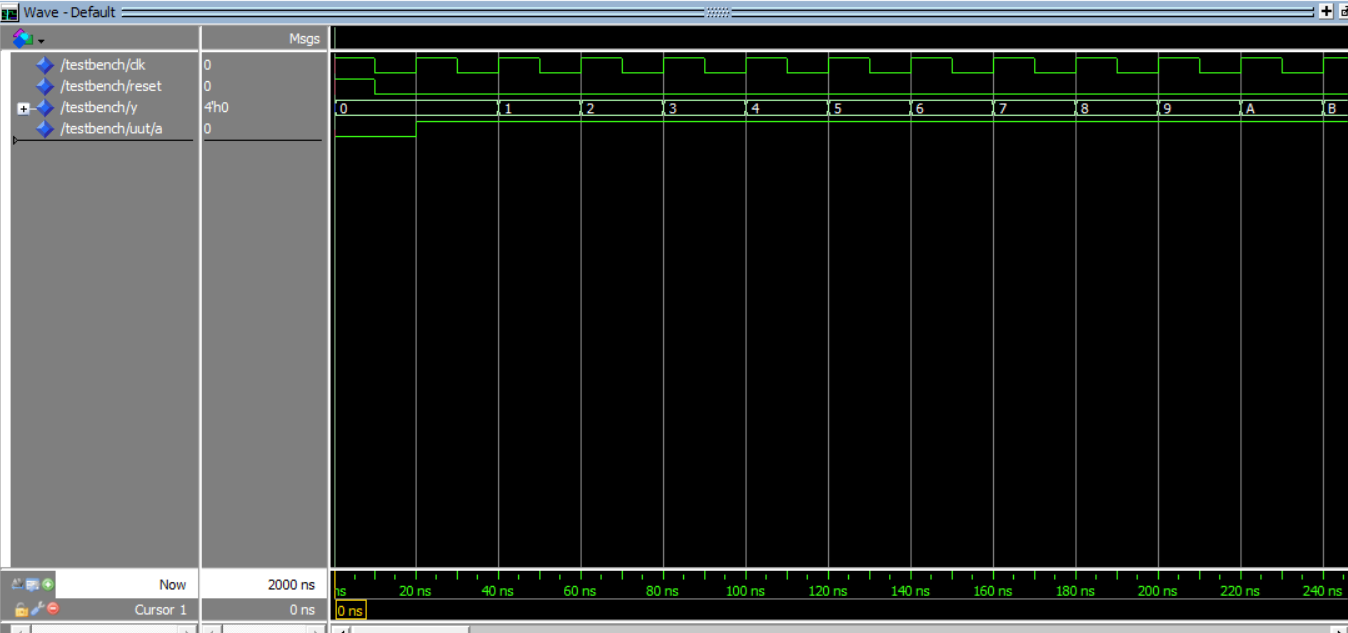 Wave - Default
Msgs
/testbench/clk 0
/testbench/reset 0
/testbench/y 4'h0 0 1 2 3 4 5 6 7 8 9 A B
/testbench/uut/a 0
Now 2000 ns ns 20 ns 40 ns 60 ns 80 ns 100 ns 120 ns 140 ns 160 ns 180 ns 200 ns 220 ns 240 ns
Cursor 1 0 ns 0 ns